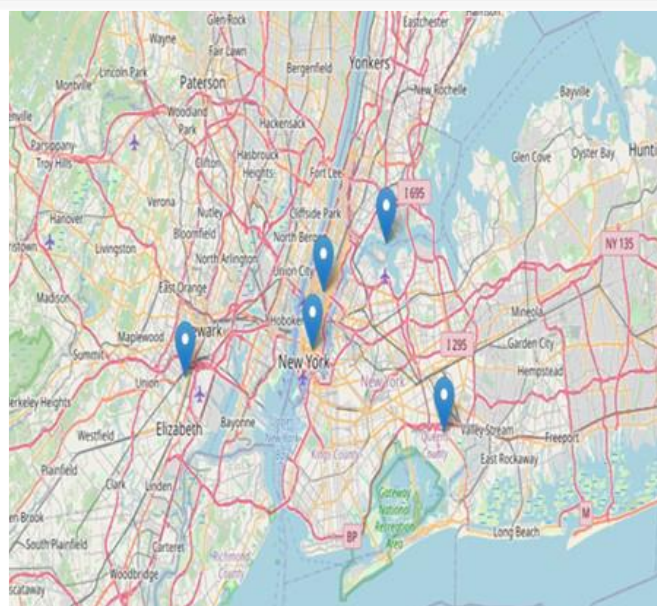 Glen Rock
Eastchester
Wayne
Fair Lawn
Yonkers
Lincoln Park
Bergenfield
Montville
Paterson
New Rochelle
Bayville
Woodland
Park
Hackensack
Parsippany-
Troy Hills
Hasbrouck
Heights
Clifton
Fort Lee
Glen Cove
Oyster Bay
I 695
Verona
Nutley
Cliffside Park
Hanover
Bloomfield
North Bergen
NY 135
Livingston
North Arlington
Union City
Madison
East Orange
Mineola
Maplewood
Hoboken
I 295
Garden City
Summit
New York
Hempstead
Union
New York
Berkeley Heights
Elizabeth
Bayonne
Queens
County
Valley Stream
Freeport
Westfield
Kings County
East Rockaway
Plainfield
Clark
Linden
Gateway
National
Recreation
Area
M
BP
Long Beach
South Plainfield
Carteret
Richmond
County
Woodbridge